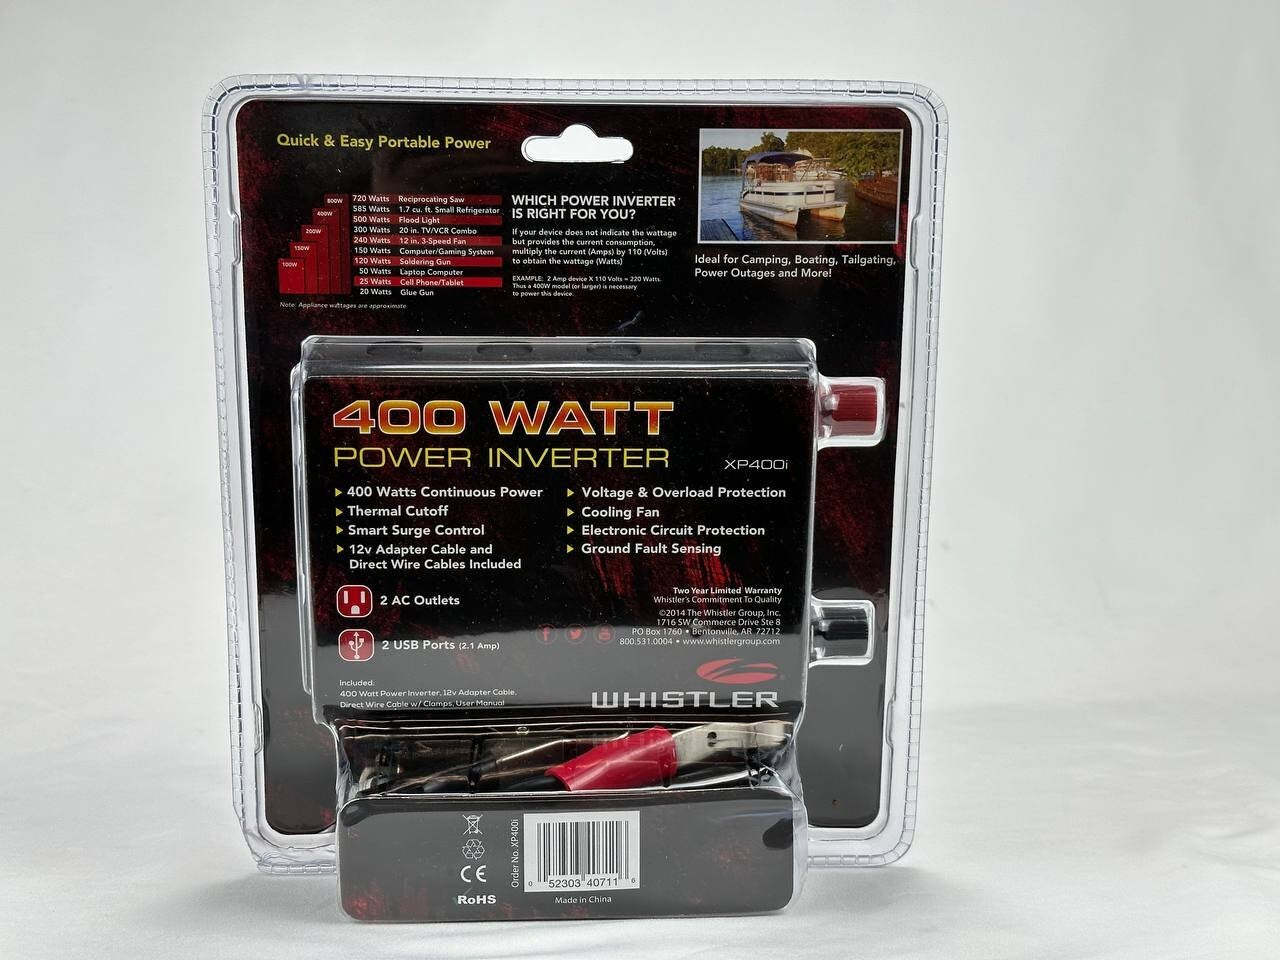 Quick & Easy Portable Power
800W
400W
200W
150W
100W
720 Watts Reciprocating Saw
585 Watts 1.7 cu. ft. Small Refrigerator
500 Watts Flood Light
300 Watts 20 in. TV/VCR Combo
240 Watts 12 in. 3-Speed Fan
150 Watts Computer/Gaming System
120 Watts Soldering Gun
50 Watts Laptop Computer
25 Watts Cell Phone/Tablet
20 Watts Glue Gun
Note: Appliance wattages are approximate
WHICH POWER INVERTER
IS RIGHT FOR YOU?
If your device does not indicate the wattage
but provides the current consumption,
multiply the current (Amps) by 110 (Volts)
to obtain the wattage (Watts)
EXAMPLE: 2 Amp device X 110 Volts = 220 Watts.
Thus a 400W model (or larger) is necessary
to power this device.
Ideal for Camping, Boating, Tailgating,
Power Outages and More!
400 WATT
POWER INVERTER
XP400i
400 Watts Continuous Power
Thermal Cutoff
Smart Surge Control
12v Adapter Cable and
Direct Wire Cables Included
Voltage & Overload Protection
Cooling Fan
Electronic Circuit Protection
Ground Fault Sensing
2 AC Outlets
2 USB Ports (2.1 Amp)
Included:
400 Watt Power Inverter, 12v Adapter Cable,
Direct Wire Cable w/ Clamps, User Manual
Two Year Limited Warranty
Whistler's Commitment To Quality
©2014 The Whistler Group, Inc.
1716 SW Commerce Drive Ste 8
PO Box 1760 • Bentonville, AR 72712
800.531.0004 • www.whistlergroup.com
WHISTLER
CE
RoHS
Order No. XP400i
0 52303 40711 6
Made in China